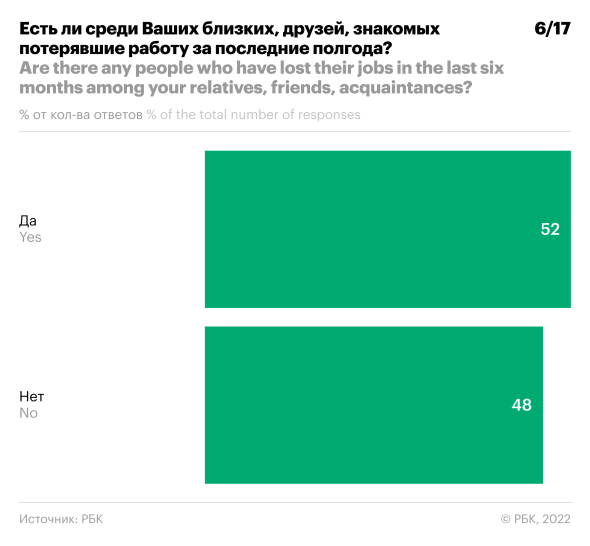 Есть ли среди Ваших близких, друзей, знакомых 6/17
потерявшие работу за последние полгода?
Are there any people who have lost their jobs in the last six
months among your relatives, friends, acquaintances?
% от кол-ва ответов % of the total number of responses
Да
Yes
52
Нет
No
48
Источник: РБК © РБК, 2022